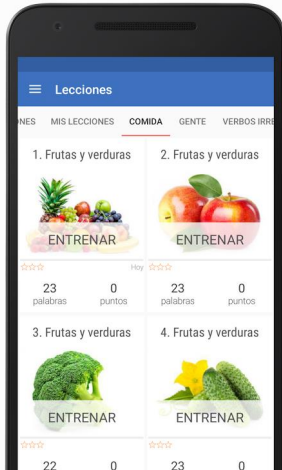 Lecciones
ONES MIS LECCIONES COMIDA GENTE VERBOS IRRE
1. Frutas y verduras
2. Frutas y verduras
ENTRENAR
ENTRENAR
Hoy
23 0
palabras puntos
23 0
palabras puntos
3. Frutas y verduras
4. Frutas y verduras
ENTRENAR
ENTRENAR
22 0
23 0